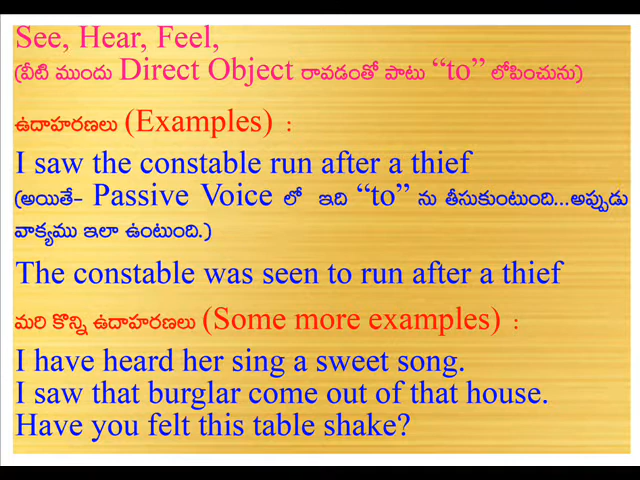 See, Hear, Feel,
(వీటి ముందు Direct Object రావడంతో పాటు “to” లోపించును)
ఉదాహరణలు (Examples) :
I saw the constable run after a thief
(అయితే- Passive Voice లో ఇది “to” ను తీసుకుంటుంది...అప్పుడు
వాక్యము ఇలా ఉంటుంది.)
The constable was seen to run after a thief
మరి కొన్ని ఉదాహరణలు (Some more examples) :
I have heard her sing a sweet song.
I saw that burglar come out of that house.
Have you felt this table shake?